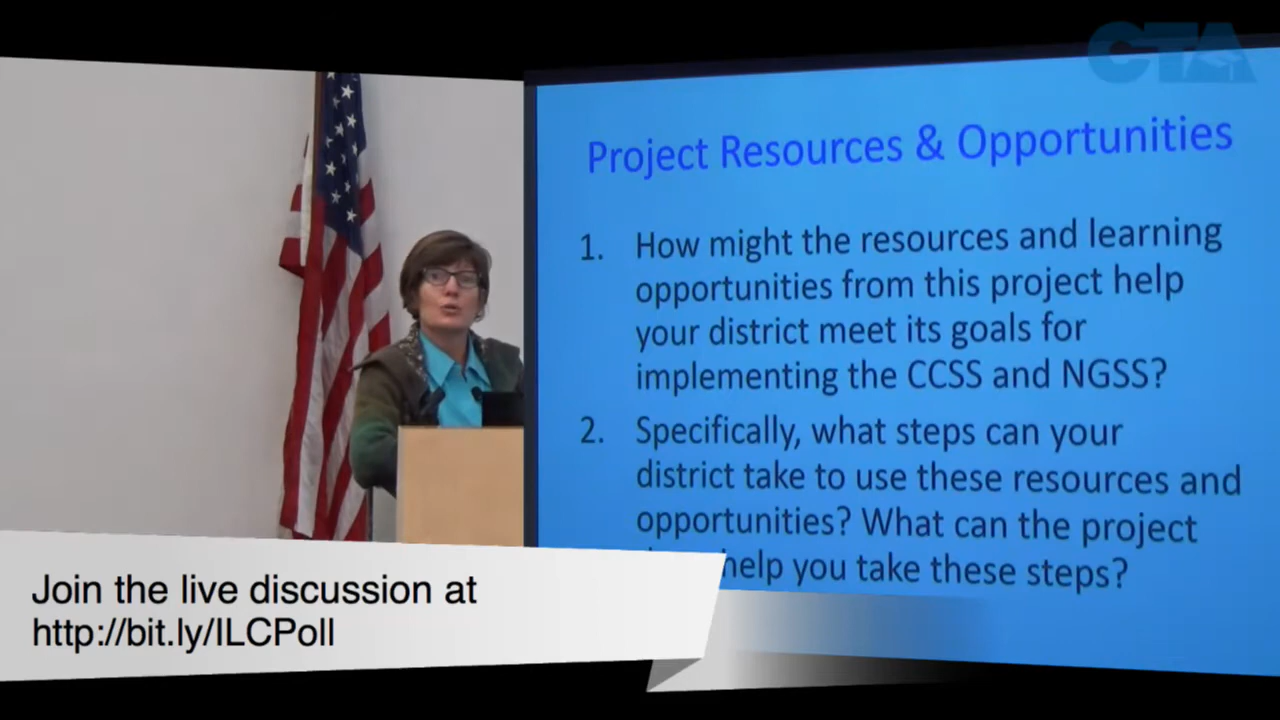 CTA
Project Resources & Opportunities
1. How might the resources and learning
opportunities from this project help
your district meet its goals for
implementing the CCSS and NGSS?
2. Specifically, what steps can your
district take to use these resources and
opportunities? What can the project
help you take these steps?
Join the live discussion at
http://bit.ly/ILCPoll